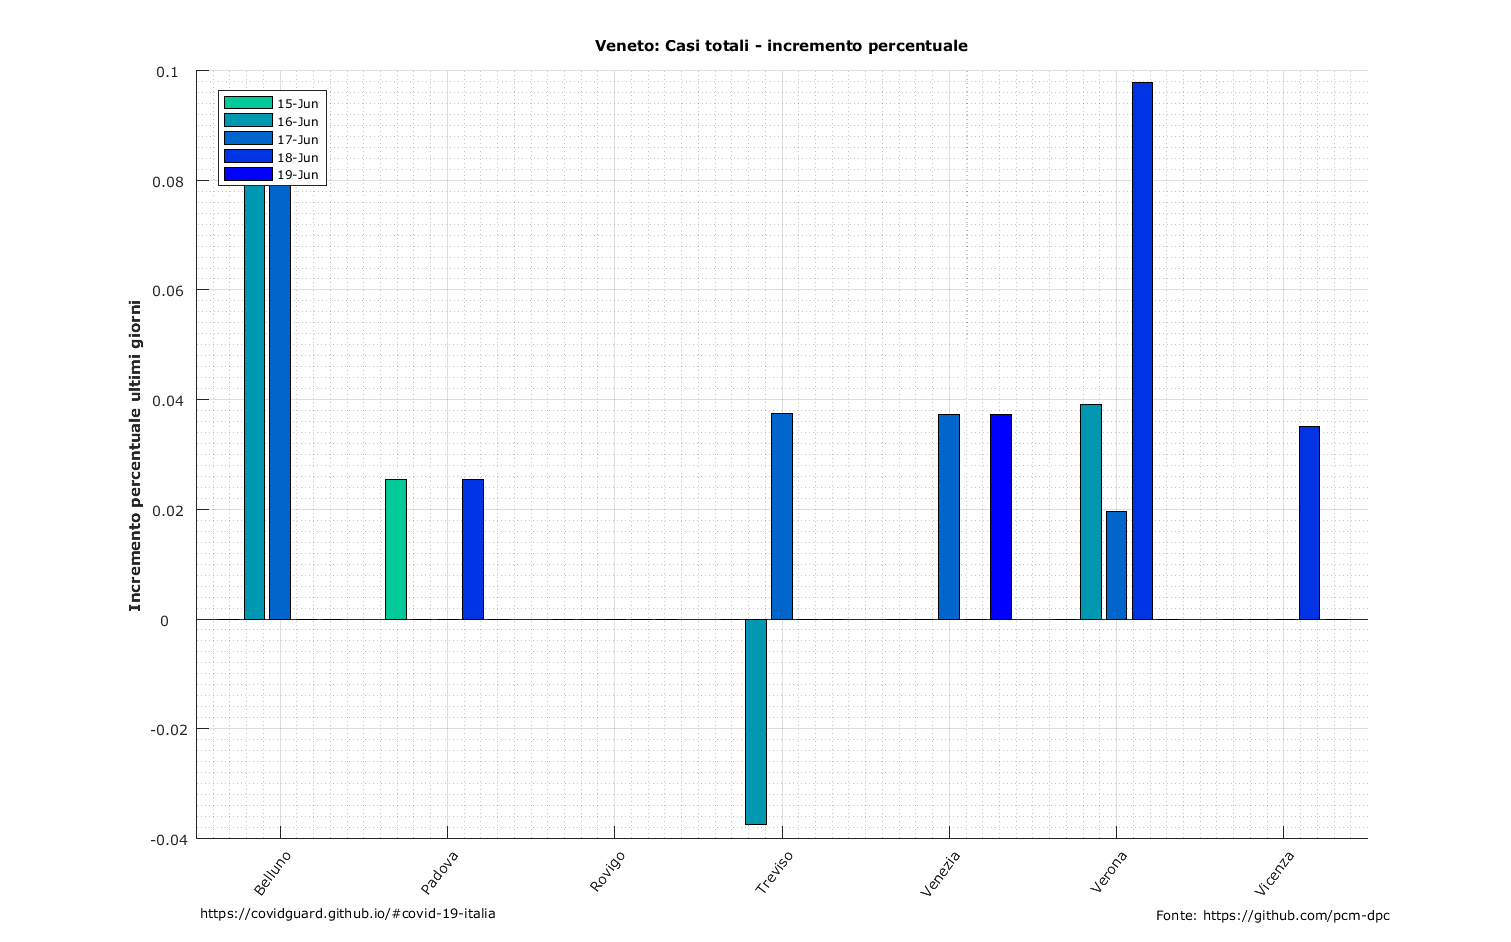 Veneto: Casi totali - incremento percentuale
0.1
0.08
0.06
0.04
0.02
0
-0.02
-0.04
Incremento percentuale ultimi giorni
15-Jun
16-Jun
17-Jun
18-Jun
19-Jun
Belluno
Padova
Rovigo
Treviso
Venezia
Verona
Vicenza
https://covidguard.github.io/#covid-19-italia
Fonte: https://github.com/pcm-dpc